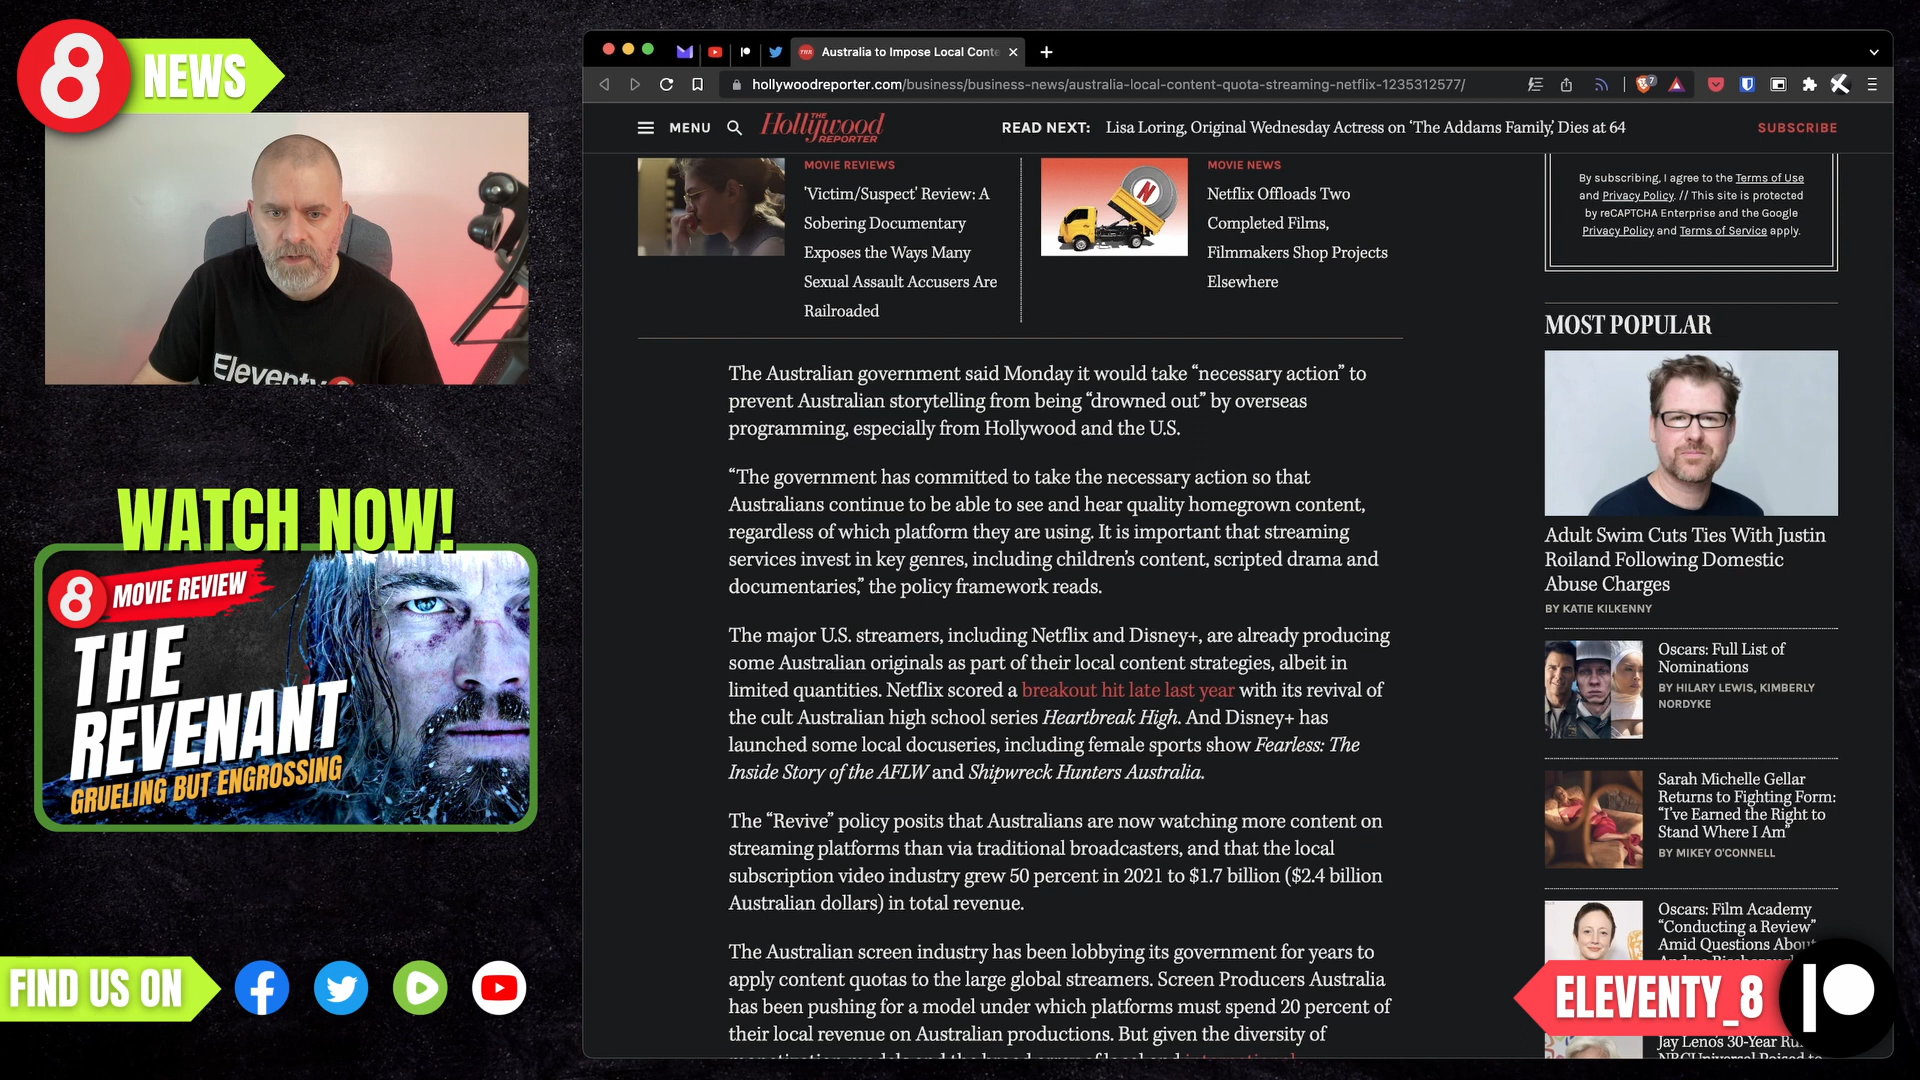 8 NEWS
Eleventy8
WATCH NOW!
8 MOVIE REVIEW
THE
REVENANT
GRUELING BUT ENGROSSING
FIND US ON
Australia to Impose Local Conte
hollywoodreporter.com/business/business-news/australia-local-content-quota-streaming-netflix-1235312577/
7
MENU
THE
Hollywood
REPORTER
READ NEXT: Lisa Loring, Original Wednesday Actress on ‘The Addams Family,’ Dies at 64
SUBSCRIBE
MOVIE REVIEWS
'Victim/Suspect' Review: A
Sobering Documentary
Exposes the Ways Many
Sexual Assault Accusers Are
Railroaded
N
MOVIE NEWS
Netflix Offloads Two
Completed Films,
Filmmakers Shop Projects
Elsewhere
The Australian government said Monday it would take “necessary action” to
prevent Australian storytelling from being “drowned out” by overseas
programming, especially from Hollywood and the U.S.
“The government has committed to take the necessary action so that
Australians continue to be able to see and hear quality homegrown content,
regardless of which platform they are using. It is important that streaming
services invest in key genres, including children’s content, scripted drama and
documentaries,” the policy framework reads.
The major U.S. streamers, including Netflix and Disney+, are already producing
some Australian originals as part of their local content strategies, albeit in
limited quantities. Netflix scored a breakout hit late last year with its revival of
the cult Australian high school series Heartbreak High. And Disney+ has
launched some local docuseries, including female sports show Fearless: The
Inside Story of the AFLW and Shipwreck Hunters Australia.
The “Revive” policy posits that Australians are now watching more content on
streaming platforms than via traditional broadcasters, and that the local
subscription video industry grew 50 percent in 2021 to $1.7 billion ($2.4 billion
Australian dollars) in total revenue.
The Australian screen industry has been lobbying its government for years to
apply content quotas to the large global streamers. Screen Producers Australia
has been pushing for a model under which platforms must spend 20 percent of
their local revenue on Australian productions. But given the diversity of
By subscribing, I agree to the Terms of Use
and Privacy Policy. // This site is protected
by reCAPTCHA Enterprise and the Google
Privacy Policy and Terms of Service apply.
MOST POPULAR
Adult Swim Cuts Ties With Justin
Roiland Following Domestic
Abuse Charges
BY KATIE KILKENNY
Oscars: Full List of
Nominations
BY HILARY LEWIS, KIMBERLY
NORDYKE
Sarah Michelle Gellar
Returns to Fighting Form:
“I’ve Earned the Right to
Stand Where I Am”
BY MIKEY O'CONNELL
Oscars: Film Academy
“Conducting a Review”
Amid Questions About
ELEVENTY_8
Jay Leno’s 30-Year